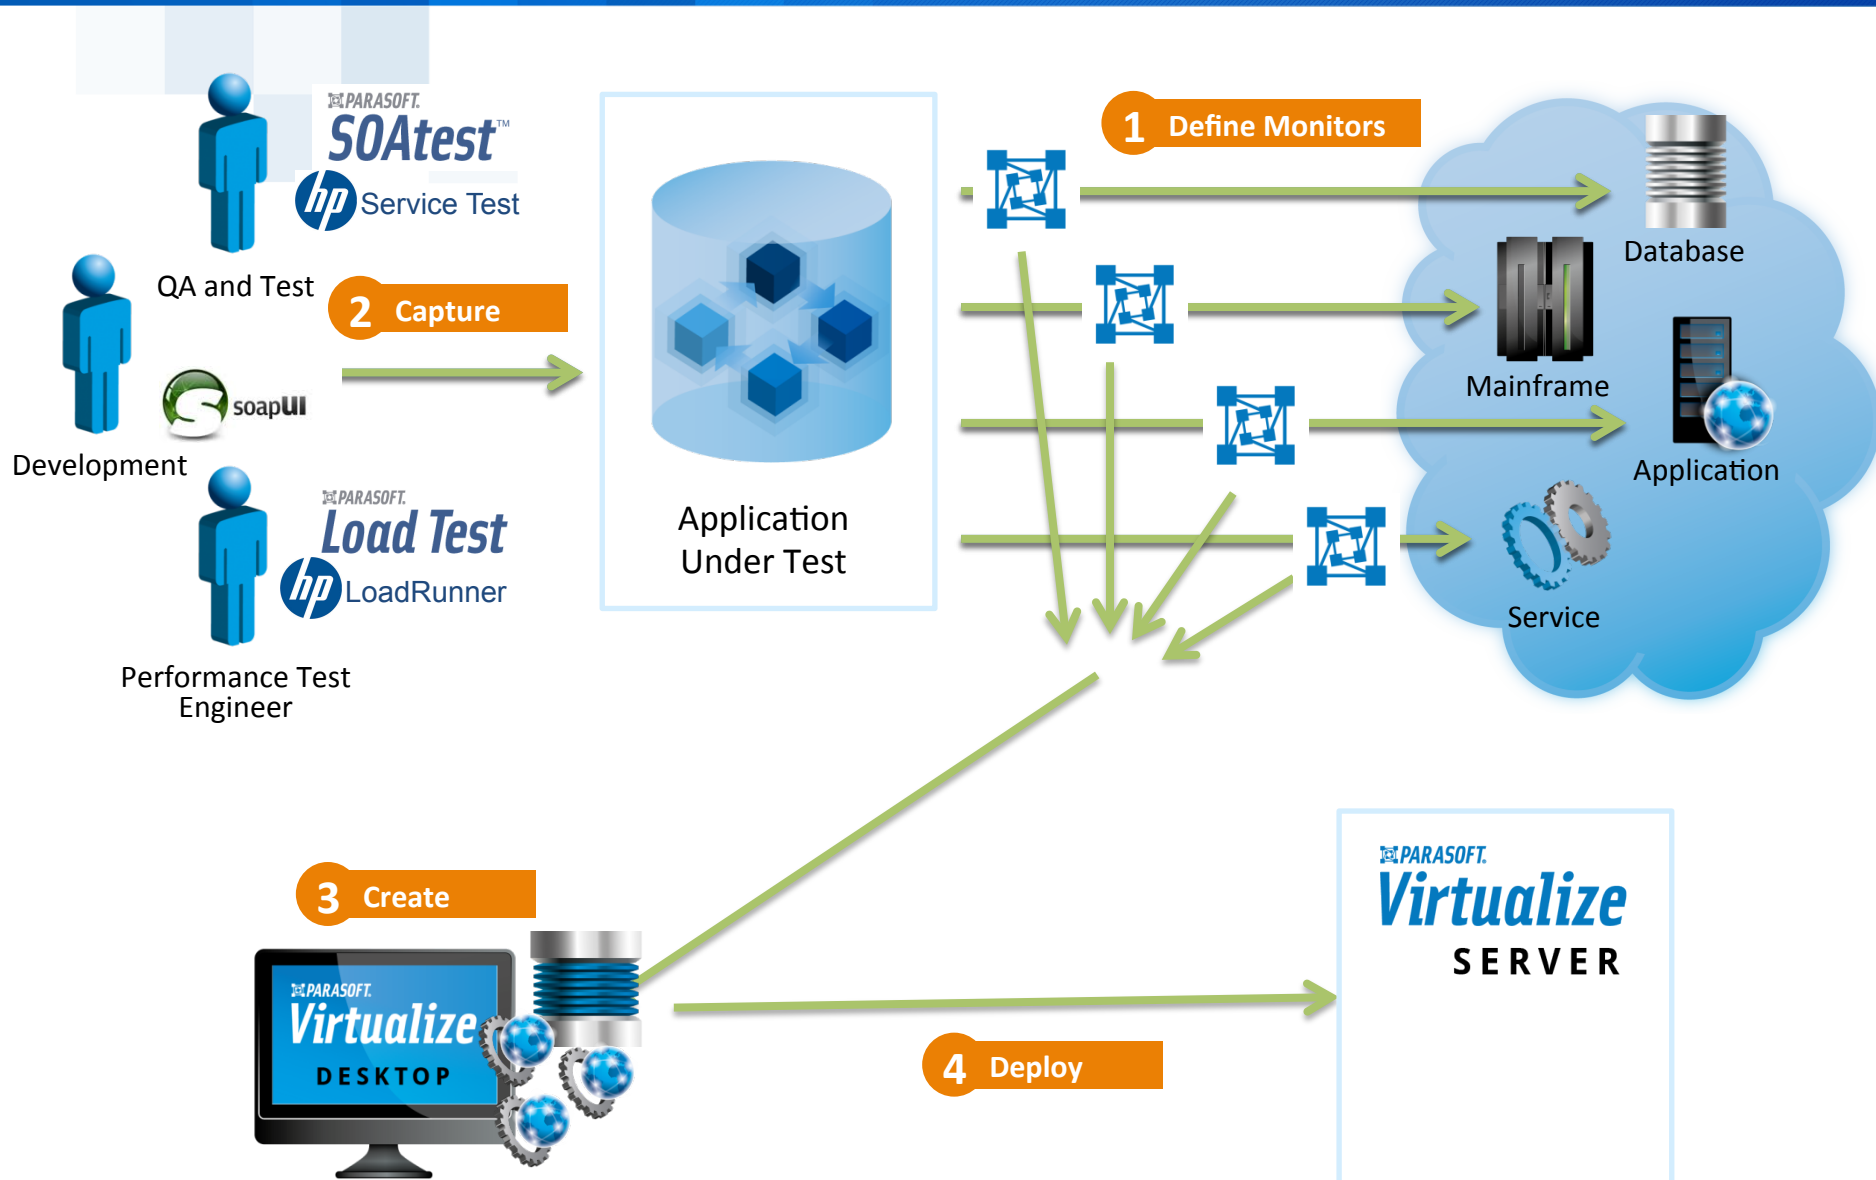 PARASOFT.
SOAtest™
hp Service Test
QA and Test
2 Capture
soapUI
Development
PARASOFT.
Load Test
hp LoadRunner
Performance Test
Engineer
Application
Under Test
1 Define Monitors
Database
Mainframe
Application
Service
3 Create
PARASOFT.
Virtualize
DESKTOP
4 Deploy
PARASOFT.
Virtualize
SERVER